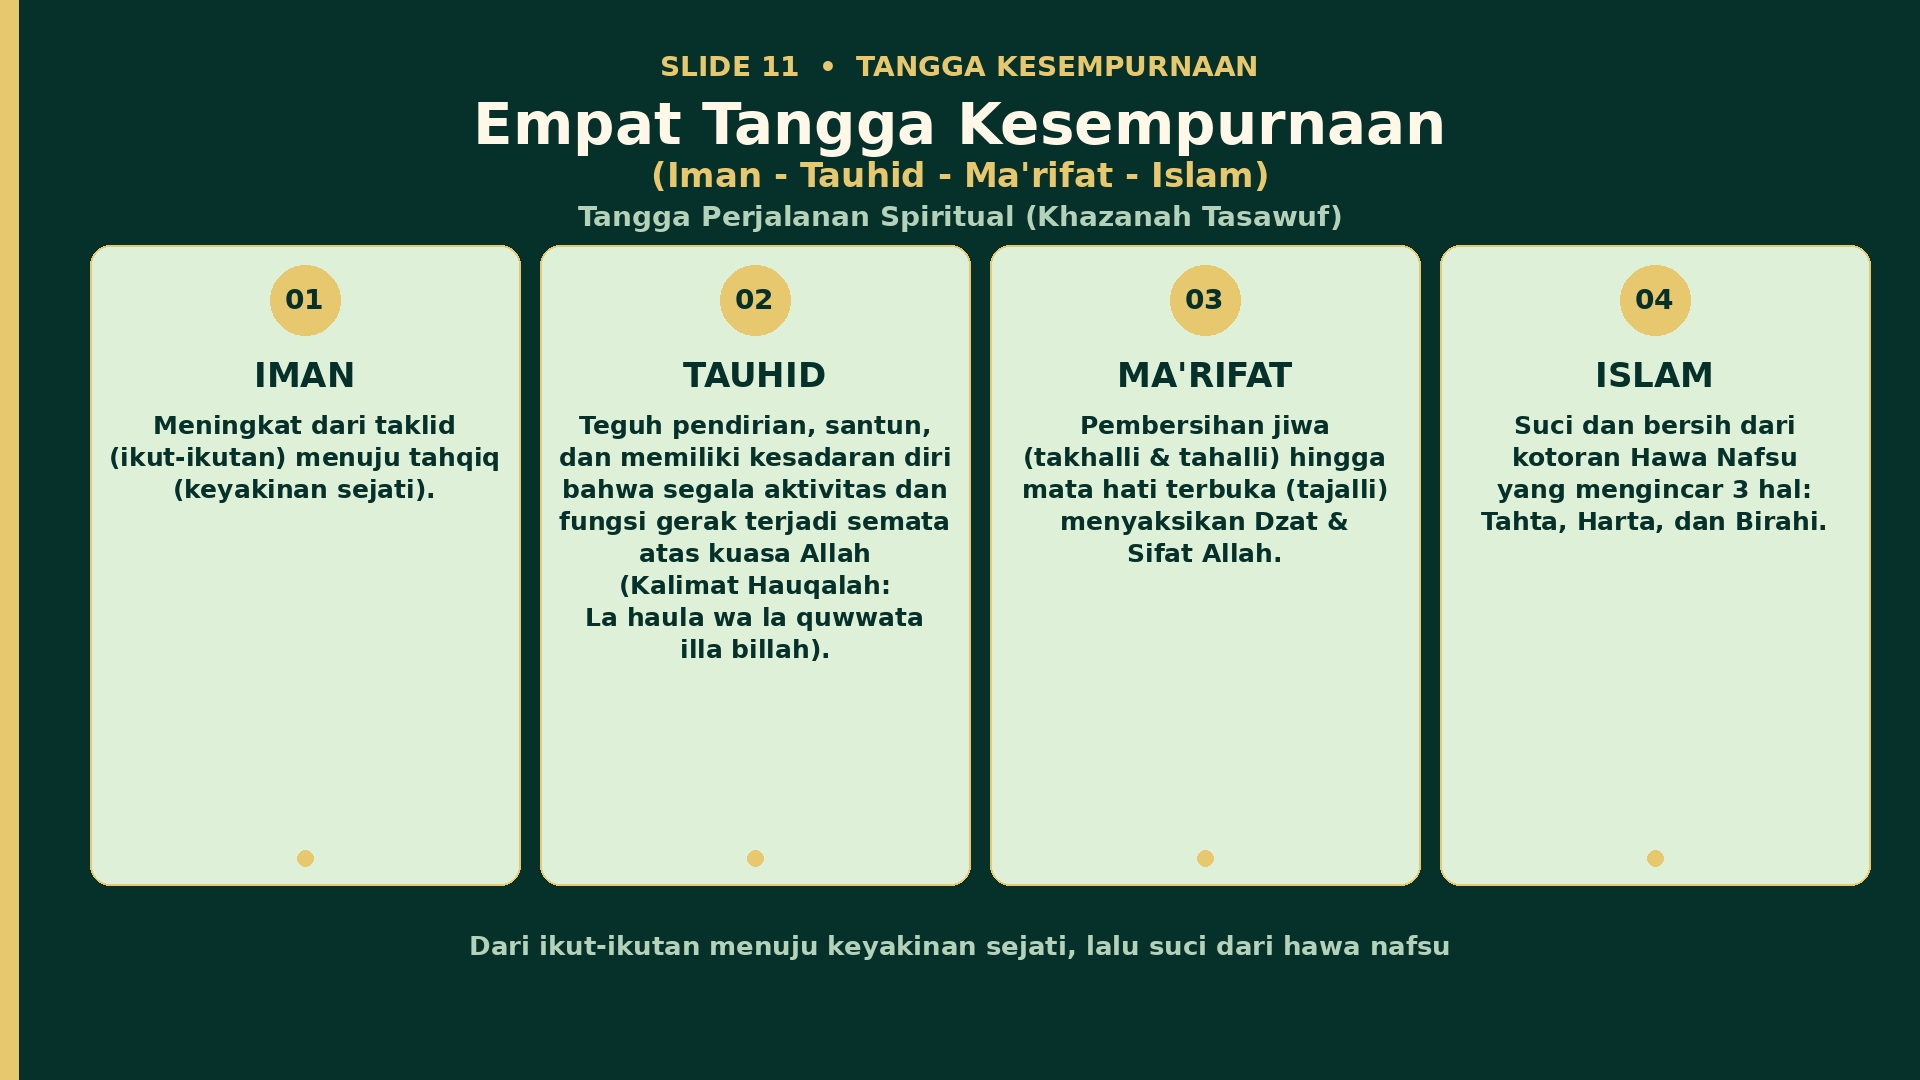 SLIDE 11 • TANGGA KESEMPURNAAN
Empat Tangga Kesempurnaan
(Iman - Tauhid - Ma'rifat - Islam)
Tangga Perjalanan Spiritual (Khazanah Tasawuf)
01
IMAN
Meningkat dari taklid
(ikut-ikutan) menuju tahqiq
(keyakinan sejati).
02
TAUHID
Teguh pendirian, santun,
dan memiliki kesadaran diri
bahwa segala aktivitas dan
fungsi gerak terjadi semata
atas kuasa Allah
(Kalimat Hauqalah:
La haula wa la quwwata
illa billah).
03
MA'RIFAT
Pembersihan jiwa
(takhalli & tahalli) hingga
mata hati terbuka (tajalli)
menyaksikan Dzat &
Sifat Allah.
04
ISLAM
Suci dan bersih dari
kotoran Hawa Nafsu
yang mengincar 3 hal:
Tahta, Harta, dan Birahi.
Dari ikut-ikutan menuju keyakinan sejati, lalu suci dari hawa nafsu